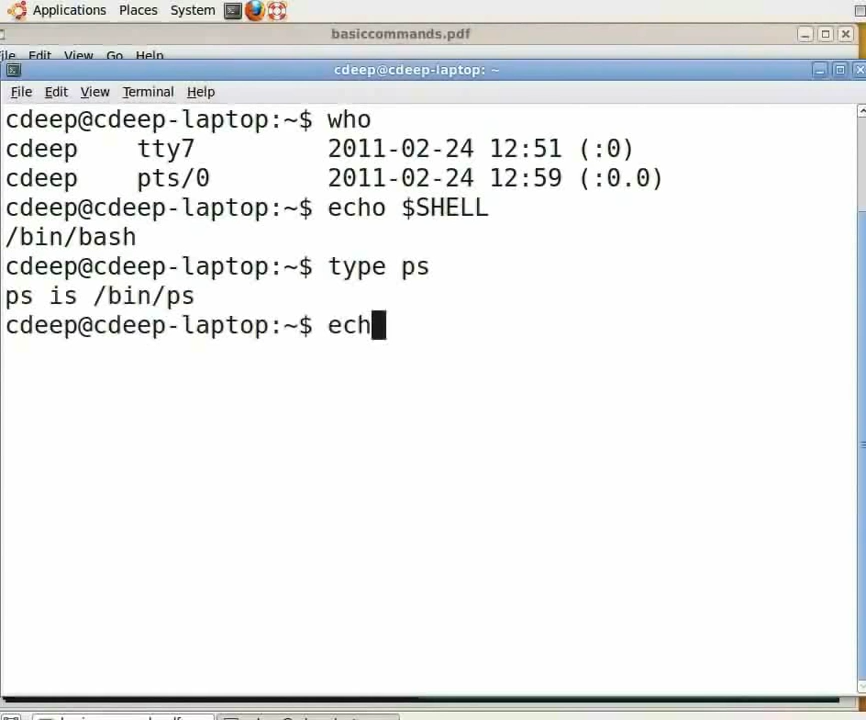 Applications Places System
basiccommands.pdf
File Edit View Go Help
cdeep@cdeep-laptop: ~
File Edit View Terminal Help
cdeep@cdeep-laptop:~$ who
cdeep tty7 2011-02-24 12:51 (:0)
cdeep pts/0 2011-02-24 12:59 (:0.0)
cdeep@cdeep-laptop:~$ echo $SHELL
/bin/bash
cdeep@cdeep-laptop:~$ type ps
ps is /bin/ps
cdeep@cdeep-laptop:~$ ech